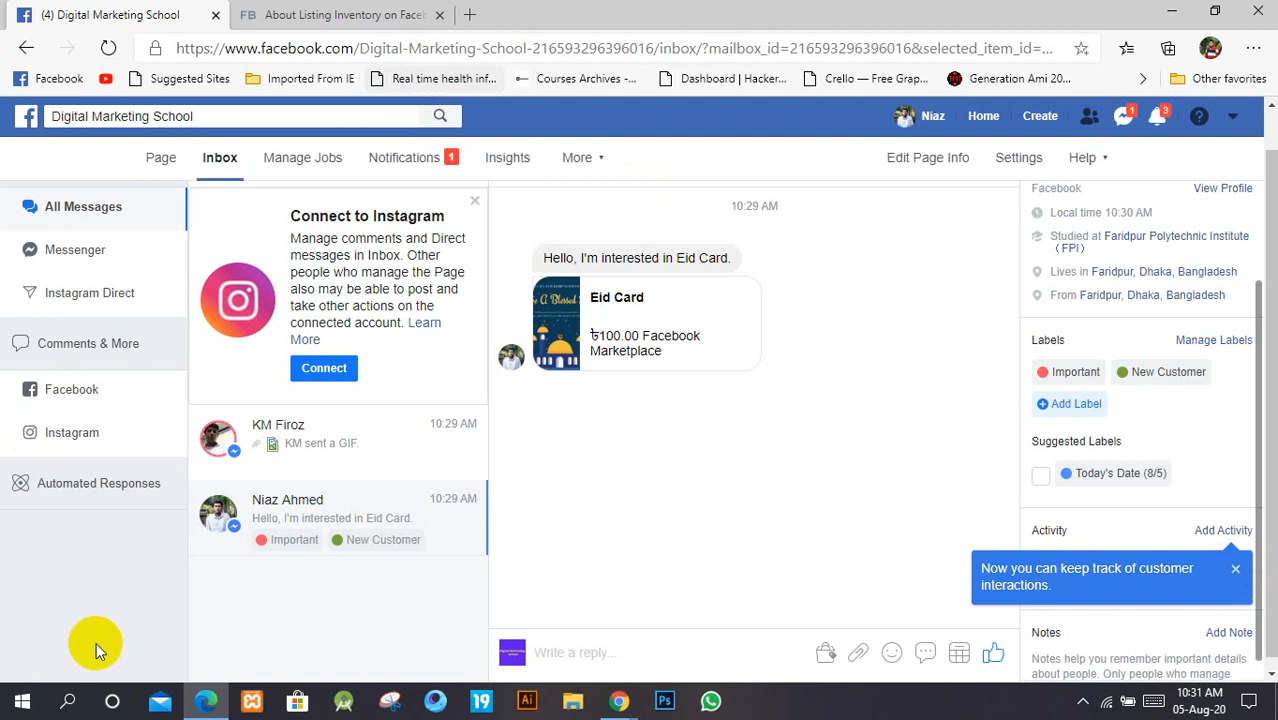 (4) Digital Marketing School
About Listing Inventory on Faceb
https://www.facebook.com/Digital-Marketing-School-216593296396016/inbox/?mailbox_id=216593296396016&selected_item_id=...
Facebook
Suggested Sites
Imported From IE
Real time health inf...
Courses Archives -...
Dashboard | Hacker...
Crello — Free Grap...
Generation Ami 20...
Other favorites
Digital Marketing School
Niaz
Home
Create
1
3
Page
Inbox
Manage Jobs
Notifications 1
Insights
More
Edit Page Info
Settings
Help
All Messages
Messenger
Instagram Direct
Comments & More
Facebook
Instagram
Automated Responses
Connect to Instagram
Manage comments and Direct
messages in Inbox. Other
people who manage the Page
also may be able to post and
take other actions on the
connected account. Learn
More
Connect
KM Firoz 10:29 AM
KM sent a GIF.
Niaz Ahmed 10:29 AM
Hello, I'm interested in Eid Card.
Important New Customer
10:29 AM
Hello, I'm interested in Eid Card.
Eid Card
৳100.00 Facebook
Marketplace
Write a reply...
Facebook
View Profile
Local time 10:30 AM
Studied at Faridpur Polytechnic Institute
(FPI)
Lives in Faridpur, Dhaka, Bangladesh
From Faridpur, Dhaka, Bangladesh
Labels Manage Labels
Important New Customer
Add Label
Suggested Labels
Today's Date (8/5)
Activity Add Activity
Now you can keep track of customer
interactions.
Notes Add Note
Notes help you remember important details
about people. Only people who manage
19
Ai
Ps
10:31 AM
05-Aug-20